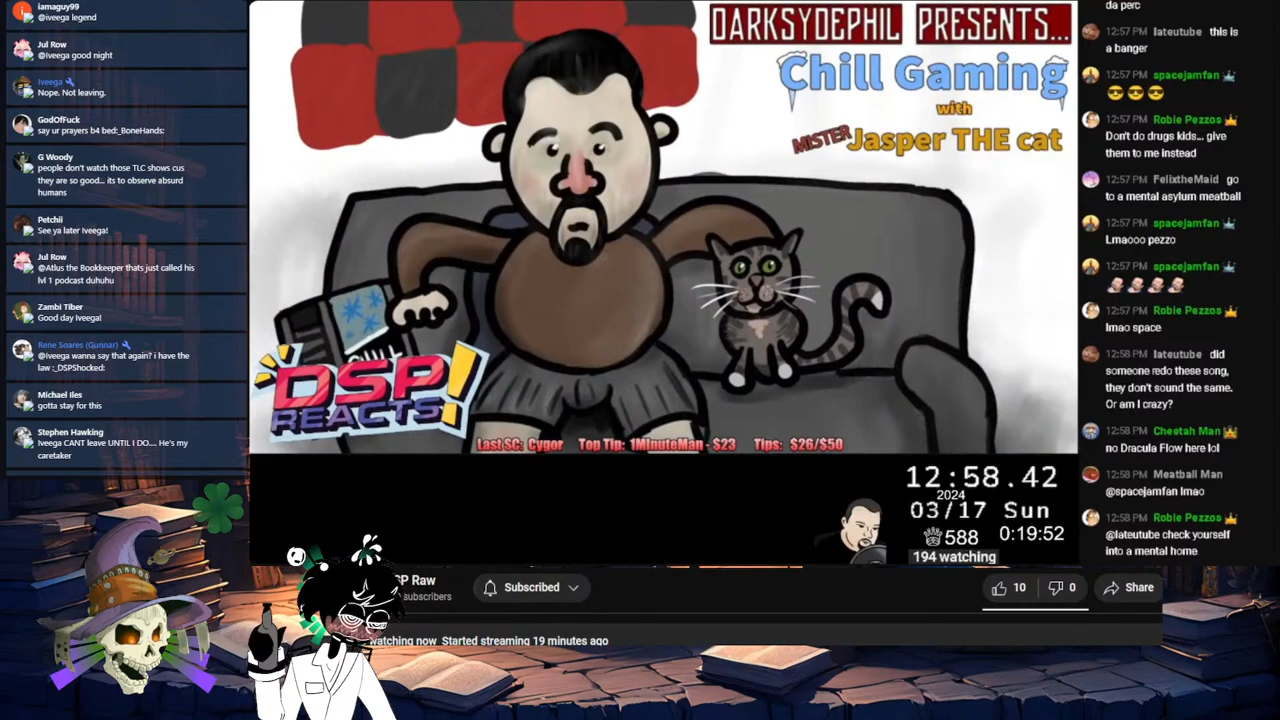 iamaguy99
@iveega legend
Jul Row
@Iveega good night
Iveega
Nope. Not leaving.
GodOfFuck
say ur prayers b4 bed:_BoneHands:
G Woody
people don't watch those TLC shows cus
they are so good... its to observe absurd
humans
Petchii
See ya later Iveega!
Jul Row
@Atlus the Bookkeeper thats just called his
lvl 1 podcast duhuhu
Zambi Tiber
Good day Iveega!
Rene Soares (Gunnar)
@Iveega wanna say that again? i have the
law :_DSPShocked:
Michael Iles
gotta stay for this
Stephen Hawking
Iveega CANT leave UNTIL I DO.... He's my
caretaker
DARKSYDEPHIL PRESENTS...
Chill Gaming
with
MISTER Jasper THE cat
DSP
REACTS!
Last SC: Cygor Top Tip: 1MinuteMan - $23 Tips: $26/$50
12:58.42
2024
03/17 Sun
588 0:19:52
194 watching
SP Raw
subscribers
Subscribed
10 0 Share
watching now Started streaming 19 minutes ago
da perc
12:57 PM lateutube this is
a banger
12:57 PM spacejamfan
12:57 PM Robie Pezzos
Don't do drugs kids... give
them to me instead
12:57 PM FelixtheMaid go
to a mental asylum meatball
12:57 PM spacejamfan
Lmaooo pezzo
12:57 PM spacejamfan
12:57 PM Robie Pezzos
lmao space
12:58 PM lateutube did
someone redo these song,
they don't sound the same.
Or am I crazy?
12:58 PM Cheetah Man
no Dracula Flow here lol
12:58 PM Meatball Man
@spacejamfan lmao
12:58 PM Robie Pezzos
@lateutube check yourself
into a mental home